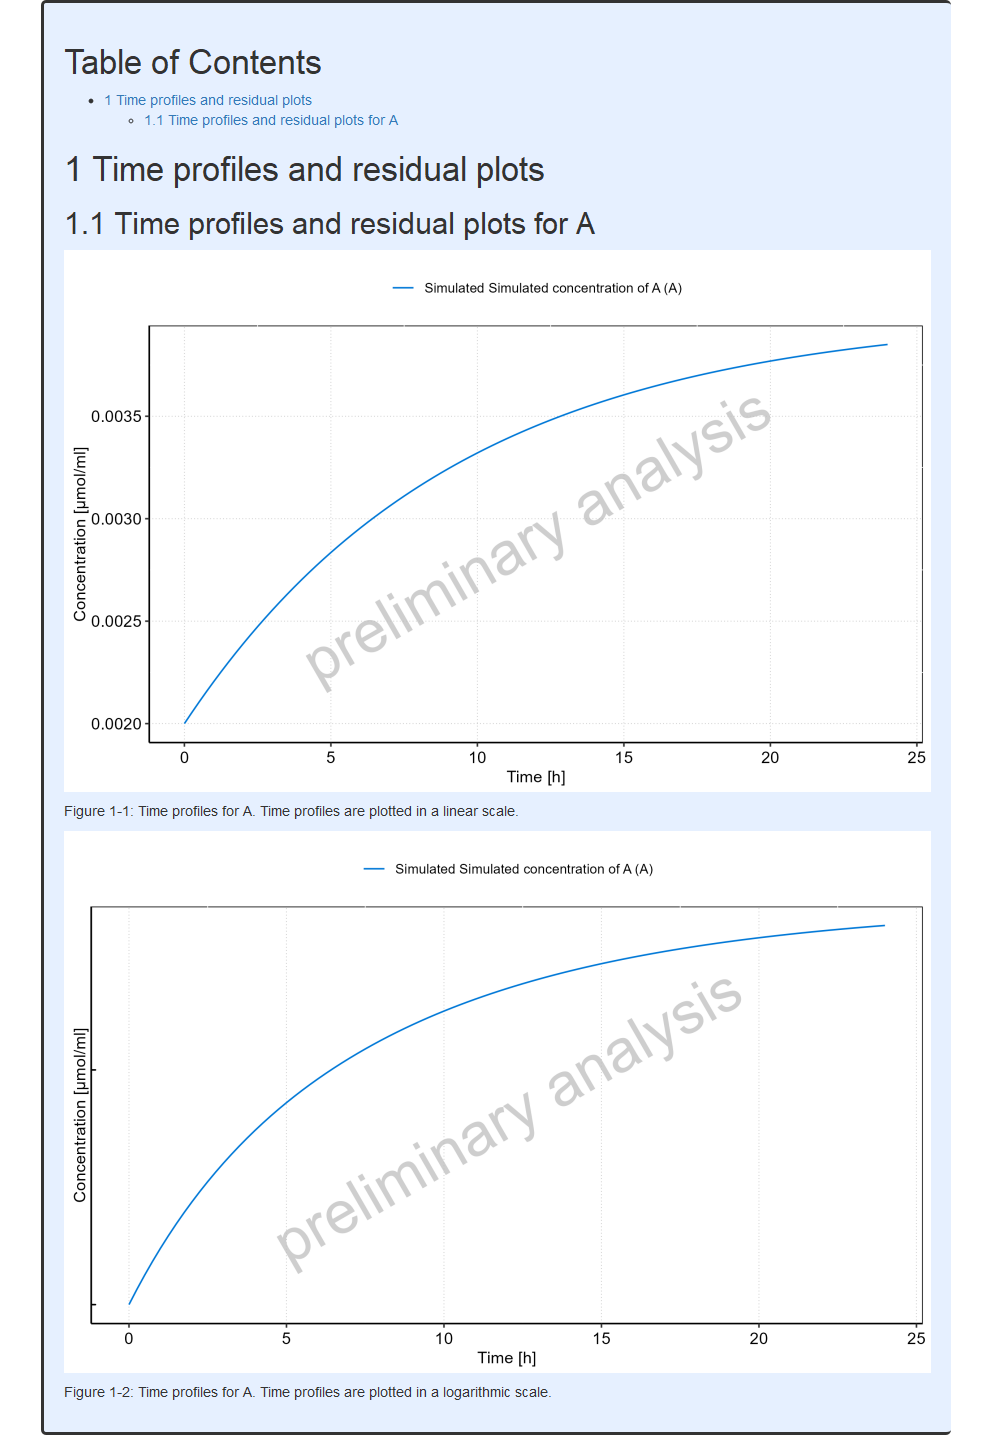 Table of Contents
1 Time profiles and residual plots
1.1 Time profiles and residual plots for A
1 Time profiles and residual plots
1.1 Time profiles and residual plots for A
Simulated Simulated concentration of A (A)
Concentration [µmol/ml]
0.0035
0.0030
0.0025
0.0020
preliminary analysis
0 5 10 15 20 25
Time [h]
Figure 1-1: Time profiles for A. Time profiles are plotted in a linear scale.
Simulated Simulated concentration of A (A)
Concentration [µmol/ml]
preliminary analysis
0 5 10 15 20 25
Time [h]
Figure 1-2: Time profiles for A. Time profiles are plotted in a logarithmic scale.